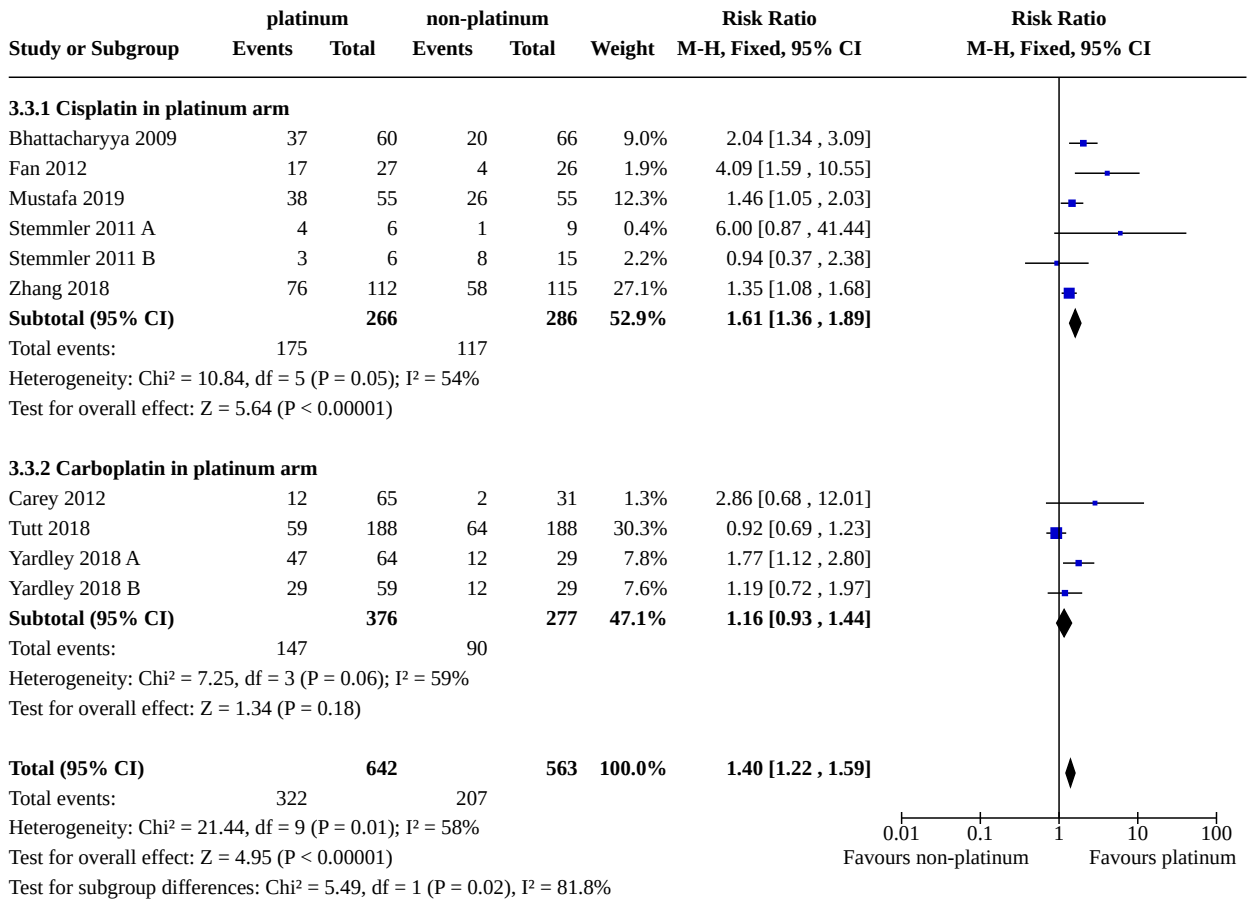 platinum non-platinum Risk Ratio Risk Ratio
Study or Subgroup Events Total Events Total Weight M-H, Fixed, 95% CI M-H, Fixed, 95% CI
3.3.1 Cisplatin in platinum arm
Bhattacharyya 2009 37 60 20 66 9.0% 2.04 [1.34 , 3.09]
Fan 2012 17 27 4 26 1.9% 4.09 [1.59 , 10.55]
Mustafa 2019 38 55 26 55 12.3% 1.46 [1.05 , 2.03]
Stemmler 2011 A 4 6 1 9 0.4% 6.00 [0.87 , 41.44]
Stemmler 2011 B 3 6 8 15 2.2% 0.94 [0.37 , 2.38]
Zhang 2018 76 112 58 115 27.1% 1.35 [1.08 , 1.68]
Subtotal (95% CI) 266 286 52.9% 1.61 [1.36 , 1.89]
Total events: 175 117
Heterogeneity: Chi² = 10.84, df = 5 (P = 0.05); I² = 54%
Test for overall effect: Z = 5.64 (P < 0.00001)
3.3.2 Carboplatin in platinum arm
Carey 2012 12 65 2 31 1.3% 2.86 [0.68 , 12.01]
Tutt 2018 59 188 64 188 30.3% 0.92 [0.69 , 1.23]
Yardley 2018 A 47 64 12 29 7.8% 1.77 [1.12 , 2.80]
Yardley 2018 B 29 59 12 29 7.6% 1.19 [0.72 , 1.97]
Subtotal (95% CI) 376 277 47.1% 1.16 [0.93 , 1.44]
Total events: 147 90
Heterogeneity: Chi² = 7.25, df = 3 (P = 0.06); I² = 59%
Test for overall effect: Z = 1.34 (P = 0.18)
Total (95% CI) 642 563 100.0% 1.40 [1.22 , 1.59]
Total events: 322 207
Heterogeneity: Chi² = 21.44, df = 9 (P = 0.01); I² = 58%
0.01 0.1 1 10 100
Test for overall effect: Z = 4.95 (P < 0.00001)
Favours non-platinum Favours platinum
Test for subgroup differences: Chi² = 5.49, df = 1 (P = 0.02), I² = 81.8%